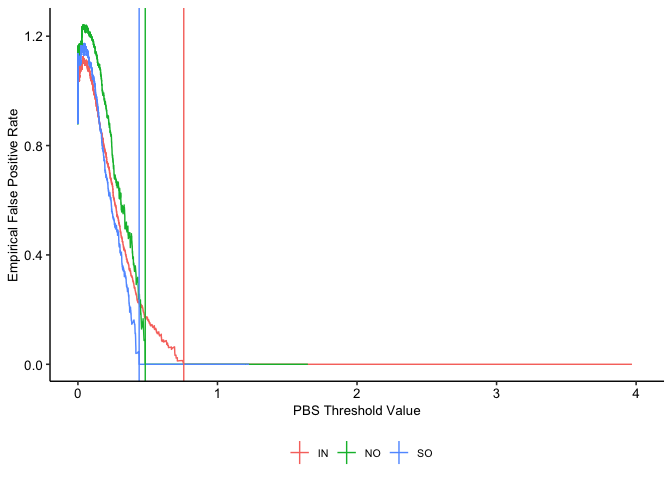 Empirical False Positive Rate
1.2
0.8
0.4
0.0
0 1 2 3 4
PBS Threshold Value
IN NO SO